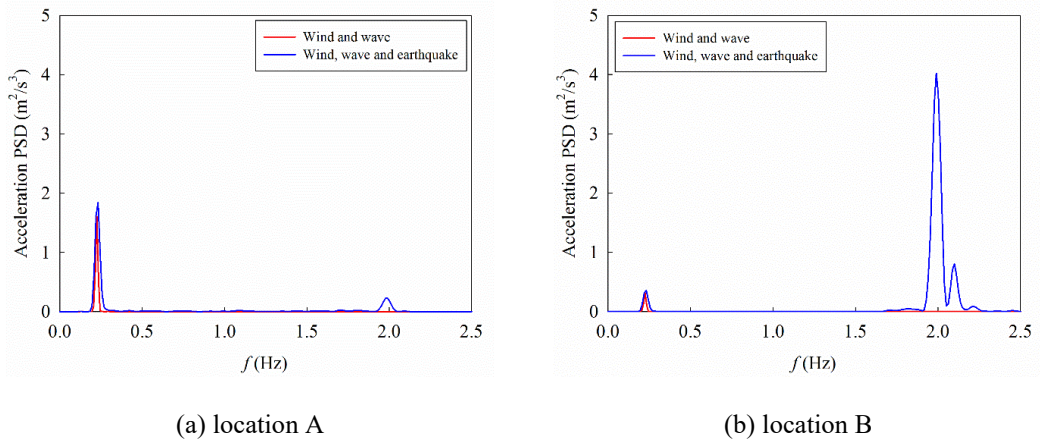 5
4
3
2
1
0
Acceleration PSD (m²/s³)
Wind and wave
Wind, wave and earthquake
0.0 0.5 1.0 1.5 2.0 2.5
f (Hz)
(a) location A
5
4
3
2
1
0
Acceleration PSD (m²/s³)
Wind and wave
Wind, wave and earthquake
0.0 0.5 1.0 1.5 2.0 2.5
f (Hz)
(b) location B